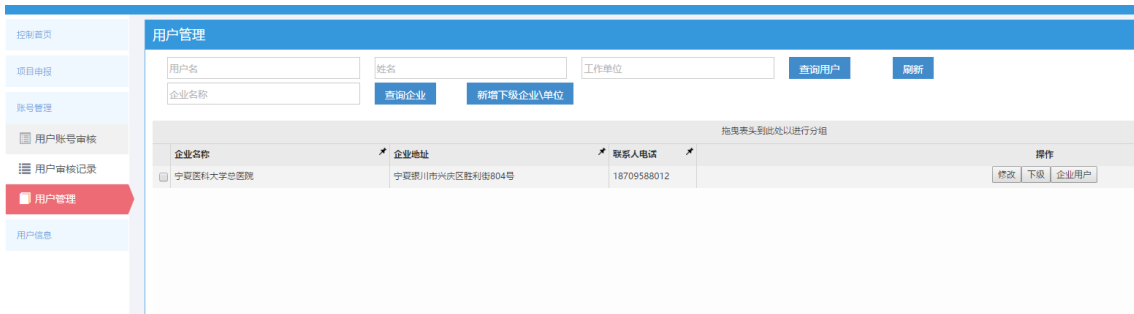 控制首页
项目申报
账号管理
用户账号审核
用户审核记录
用户管理
用户信息
用户管理
用户名 姓名 工作单位 查询用户 刷新
企业名称 查询企业 新增下级企业\单位
拖曳表头到此处以进行分组
企业名称 企业地址 联系人电话 操作
宁夏医科大学总医院 宁夏银川市兴庆区胜利街804号 18709588012 修改 下级 企业用户